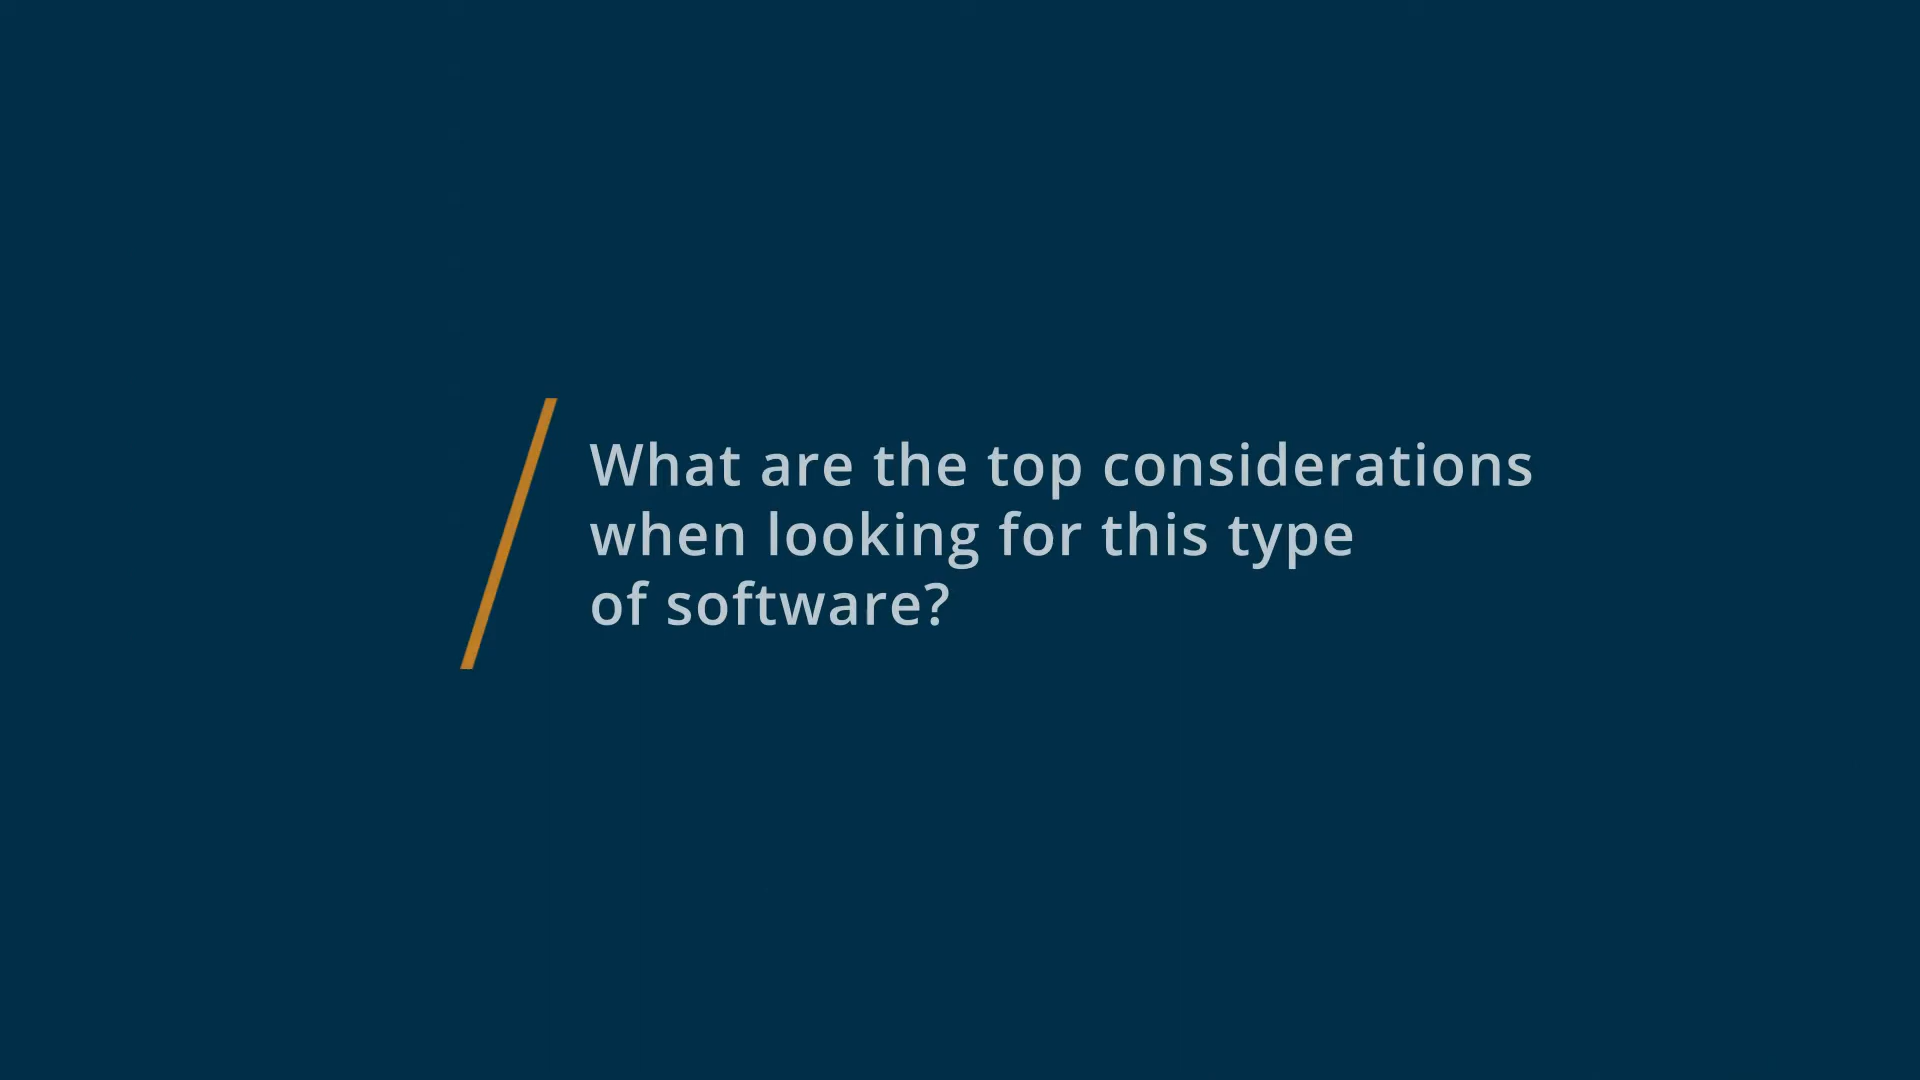 What are the top considerations
when looking for this type
of software?